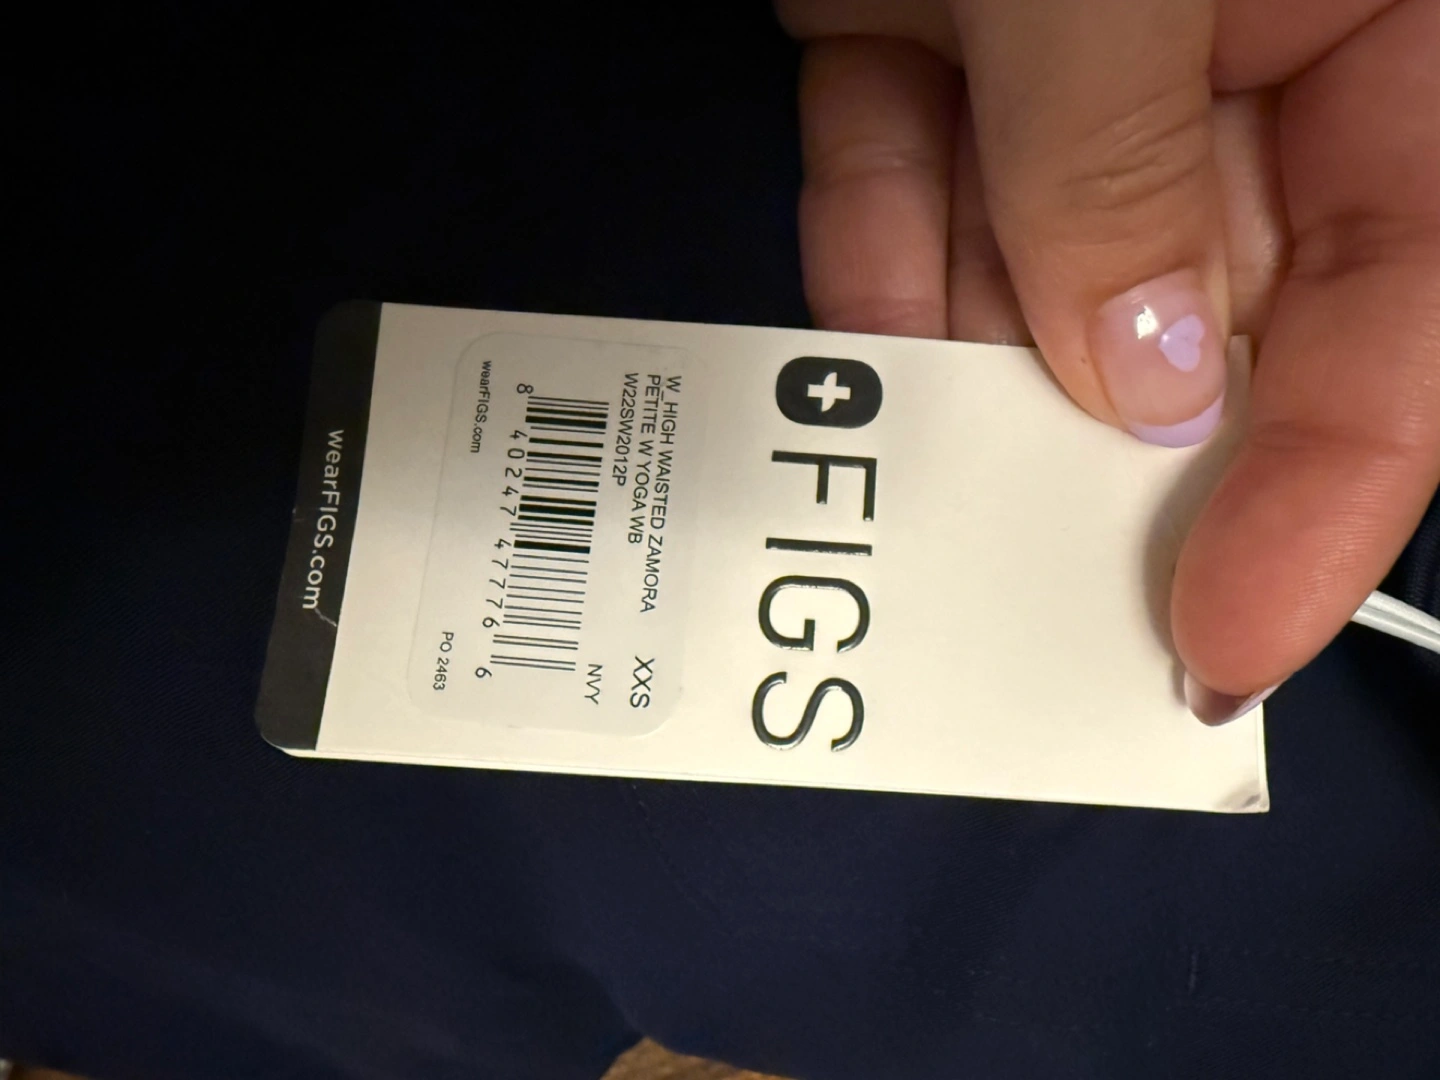 FIGS
W_HIGH WAISTED ZAMORA
PETITE W YOGA WB
W22SW2012P
XXS
NVY
8 40247 47776 6
wearFIGS.com
PO 2463
wearFIGS.com